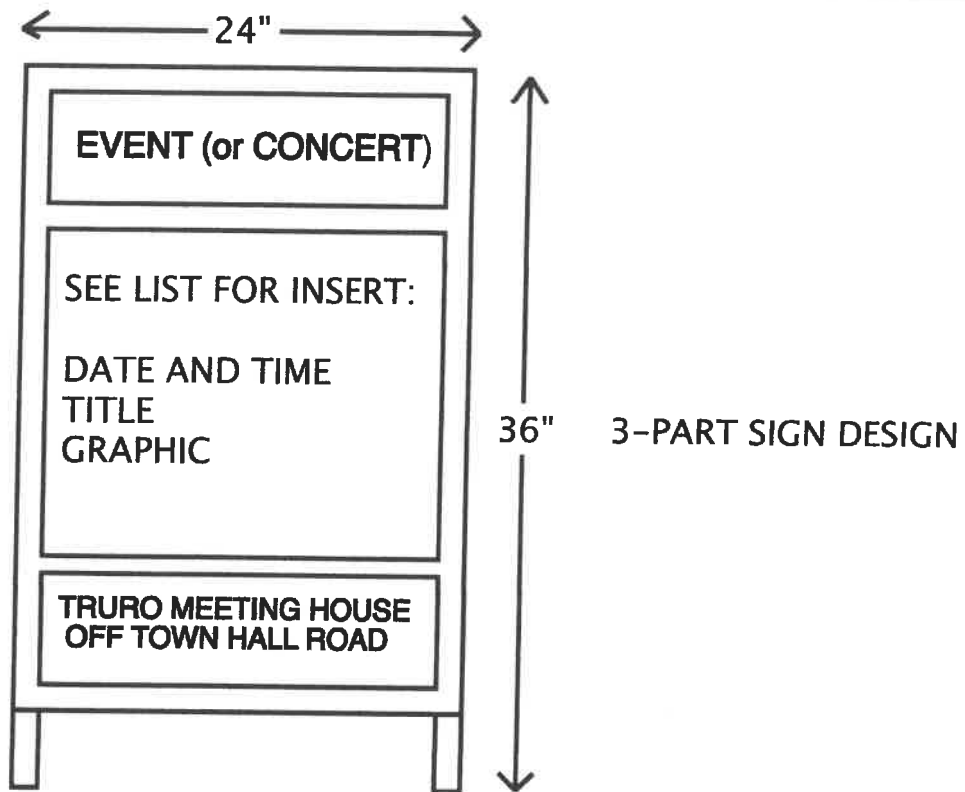 24"
EVENT (or CONCERT)
SEE LIST FOR INSERT:
DATE AND TIME
TITLE
GRAPHIC
36"
3-PART SIGN DESIGN
TRURO MEETING HOUSE
OFF TOWN HALL ROAD